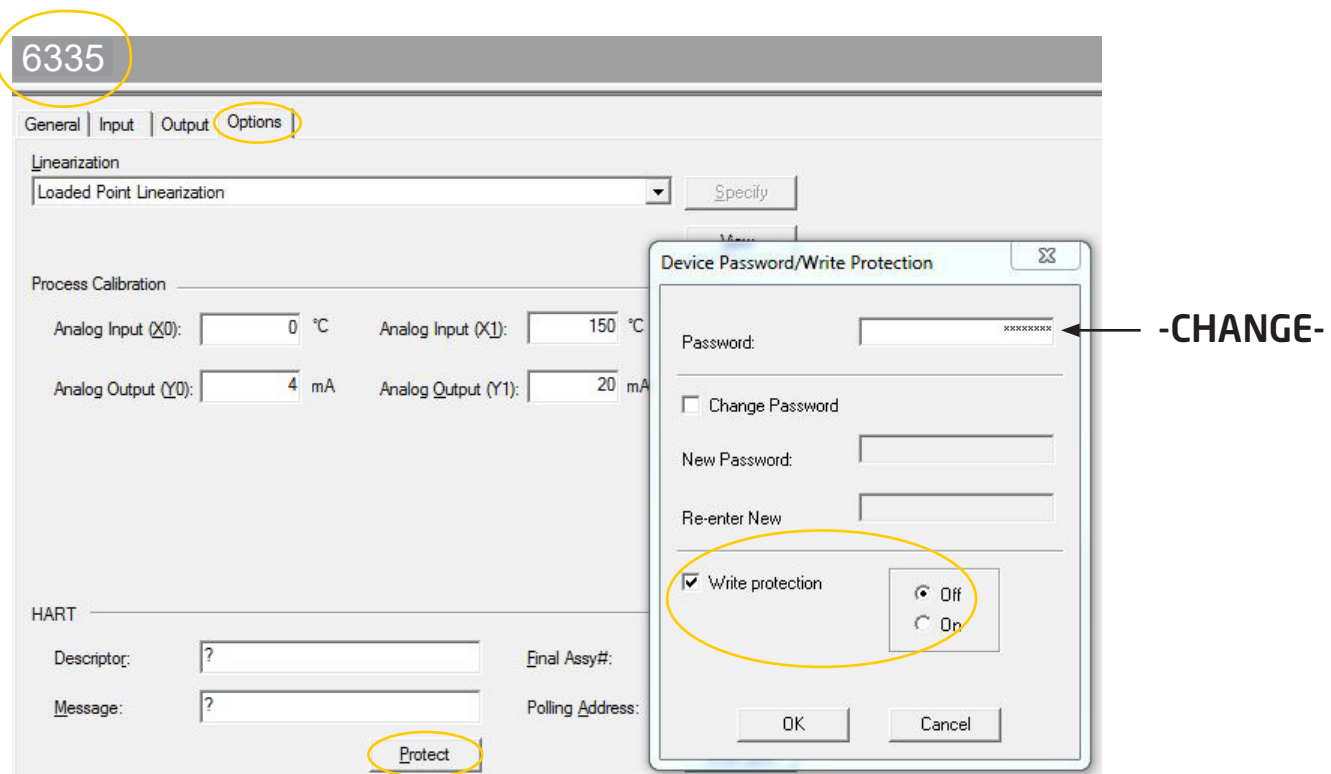 6335
General Input Output Options
Linearization
Loaded Point Linearization Specify
View
Process Calibration
Analog Input (X0): 0 °C Analog Input (X1): 150 °C
Analog Output (Y0): 4 mA Analog Output (Y1): 20 mA
HART
Descriptor: ? Final Assy#:
Message: ? Polling Address:
Protect
Device Password/Write Protection
Password: ******** -CHANGE-
Change Password
New Password:
Re-enter New
Write protection Off
On
OK Cancel